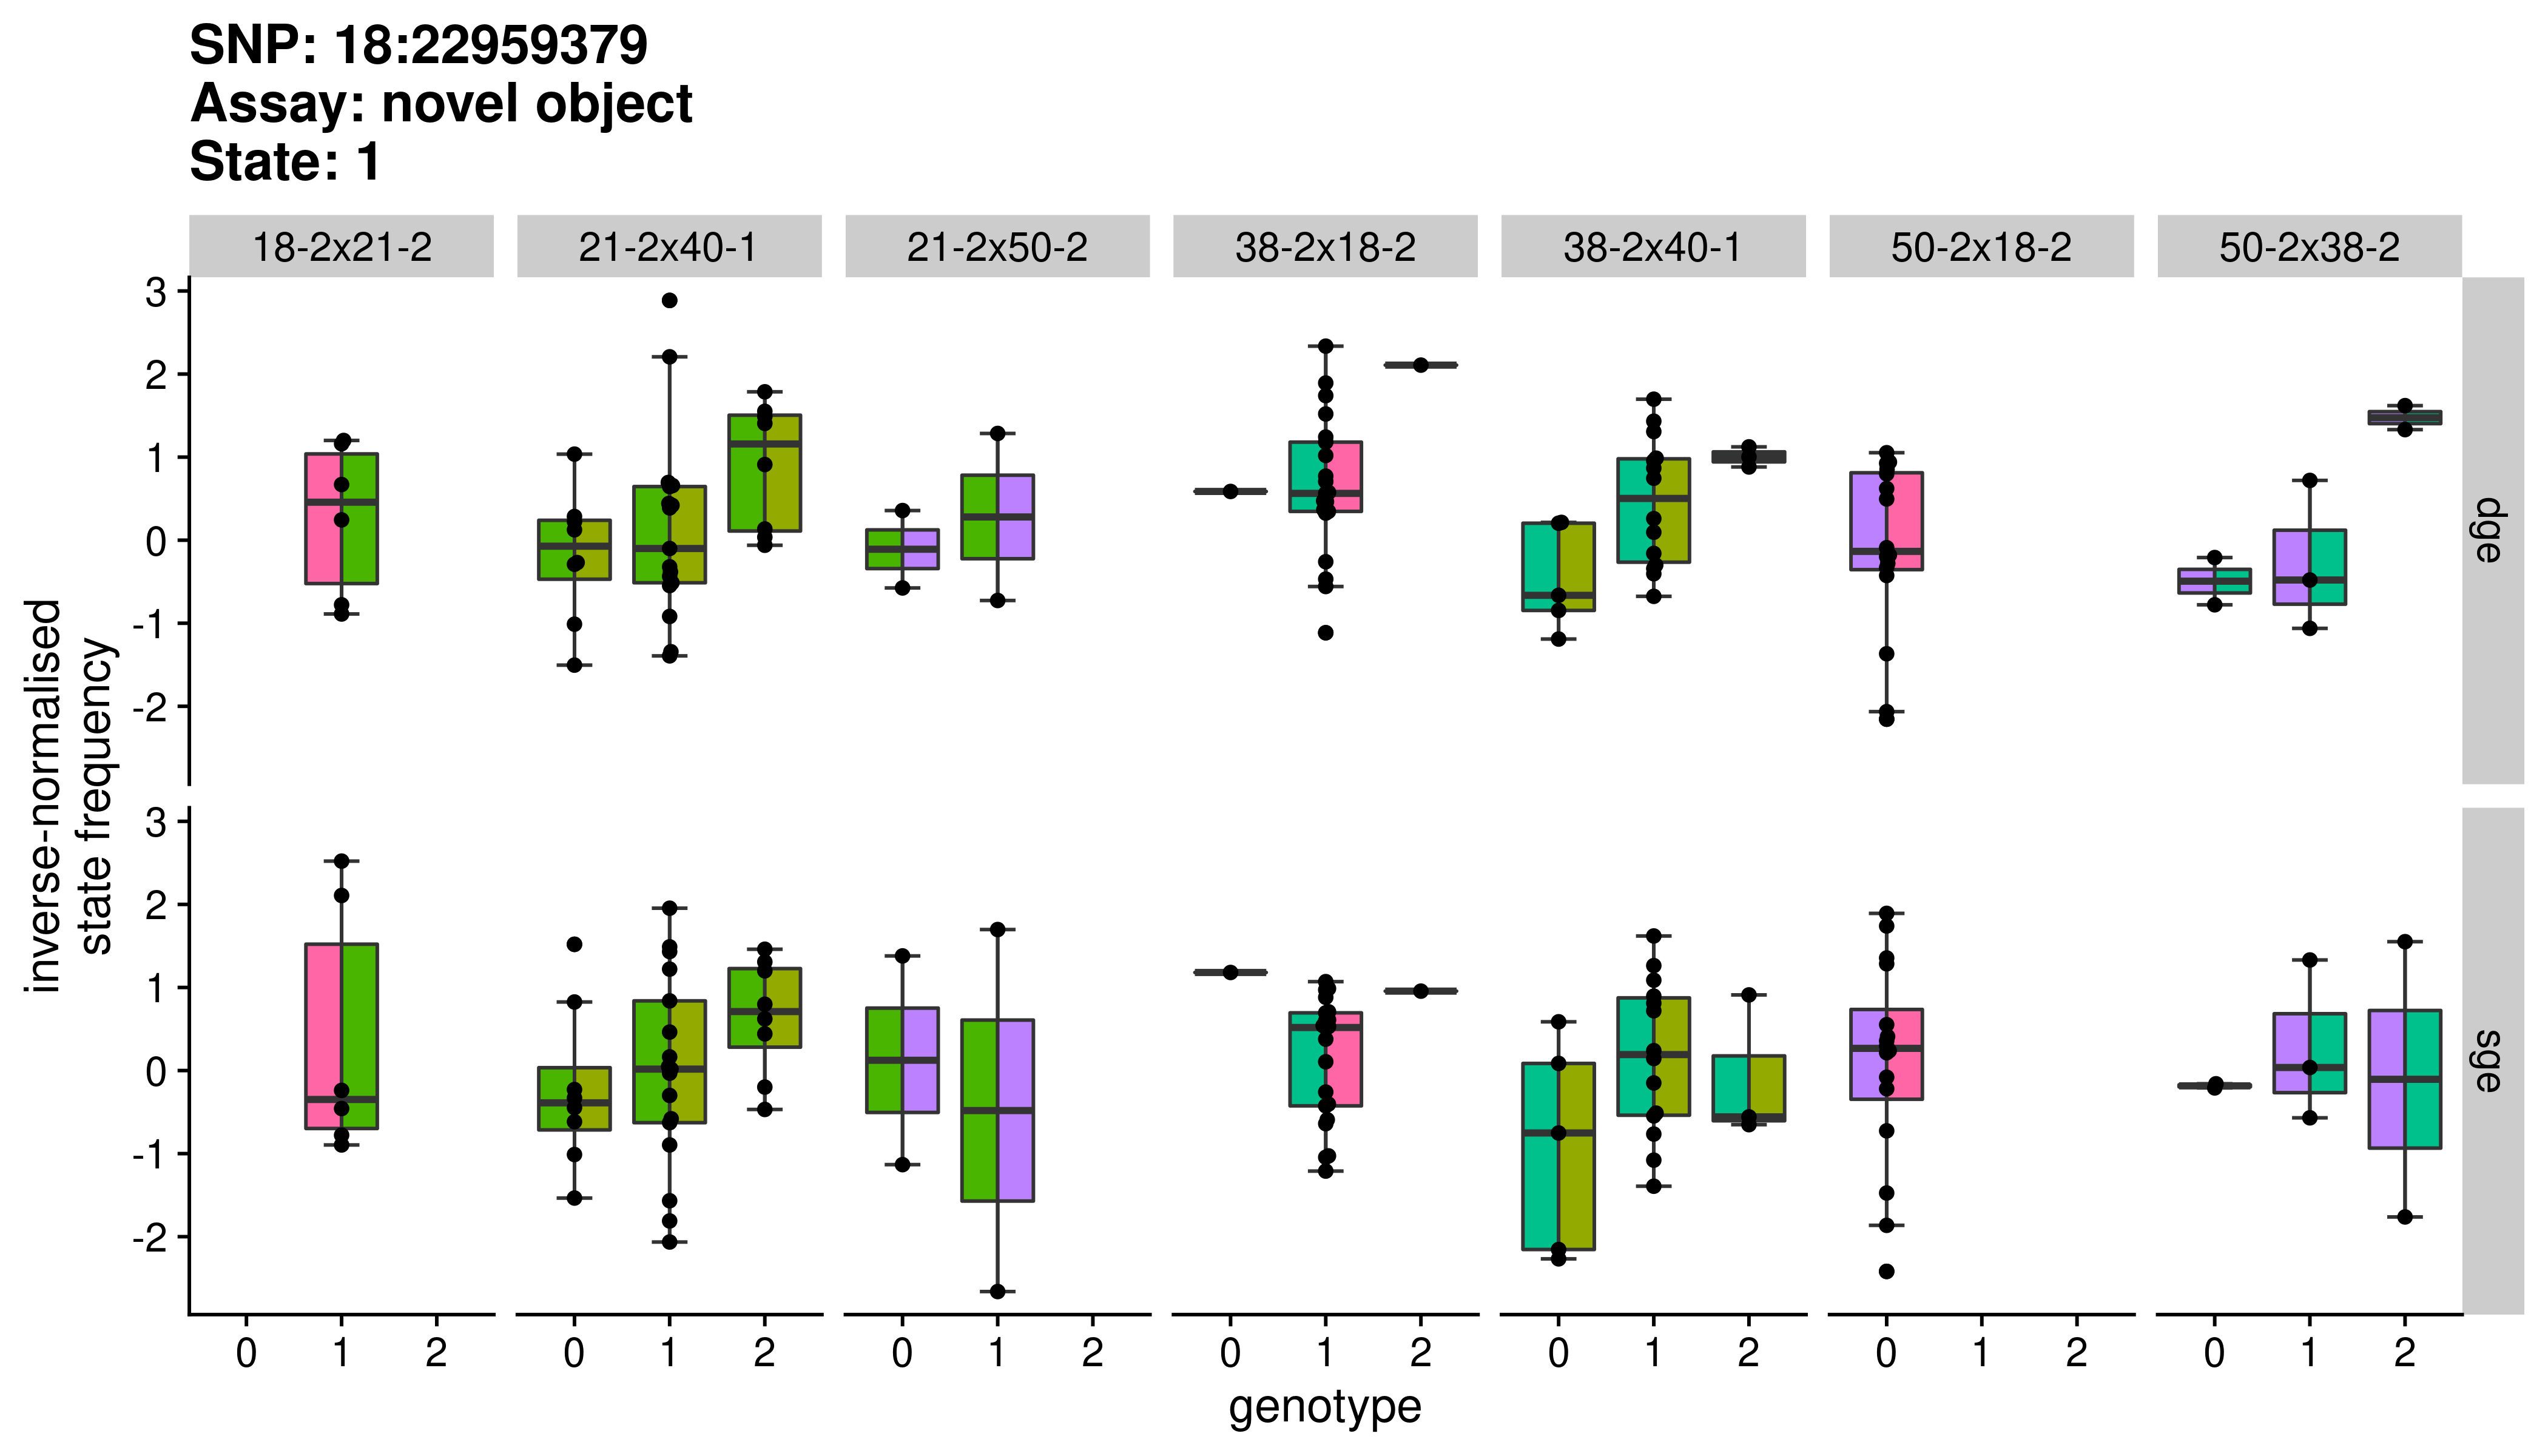 SNP: 18:22959379
Assay: novel object
State: 1
18-2x21-2 21-2x40-1 21-2x50-2 38-2x18-2 38-2x40-1 50-2x18-2 50-2x38-2
inverse-normalised
state frequency
3
2
1
0
-1
-2
dge
3
2
1
0
-1
-2
sge
0 1 2 0 1 2 0 1 2 0 1 2 0 1 2 0 1 2 0 1 2
genotype